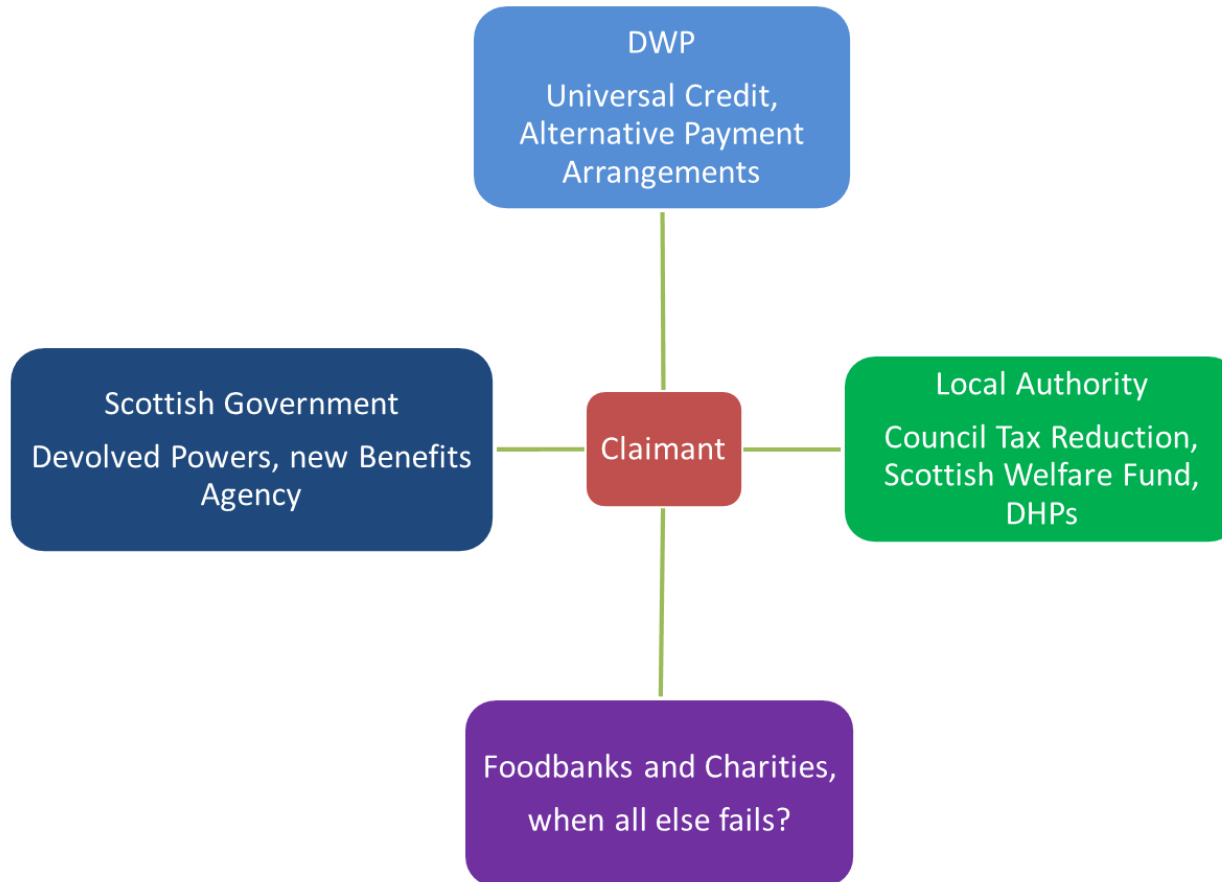 DWP
Universal Credit,
Alternative Payment
Arrangements
Scottish Government
Devolved Powers, new Benefits
Agency
Claimant
Local Authority
Council Tax Reduction,
Scottish Welfare Fund,
DHPs
Foodbanks and Charities,
when all else fails?